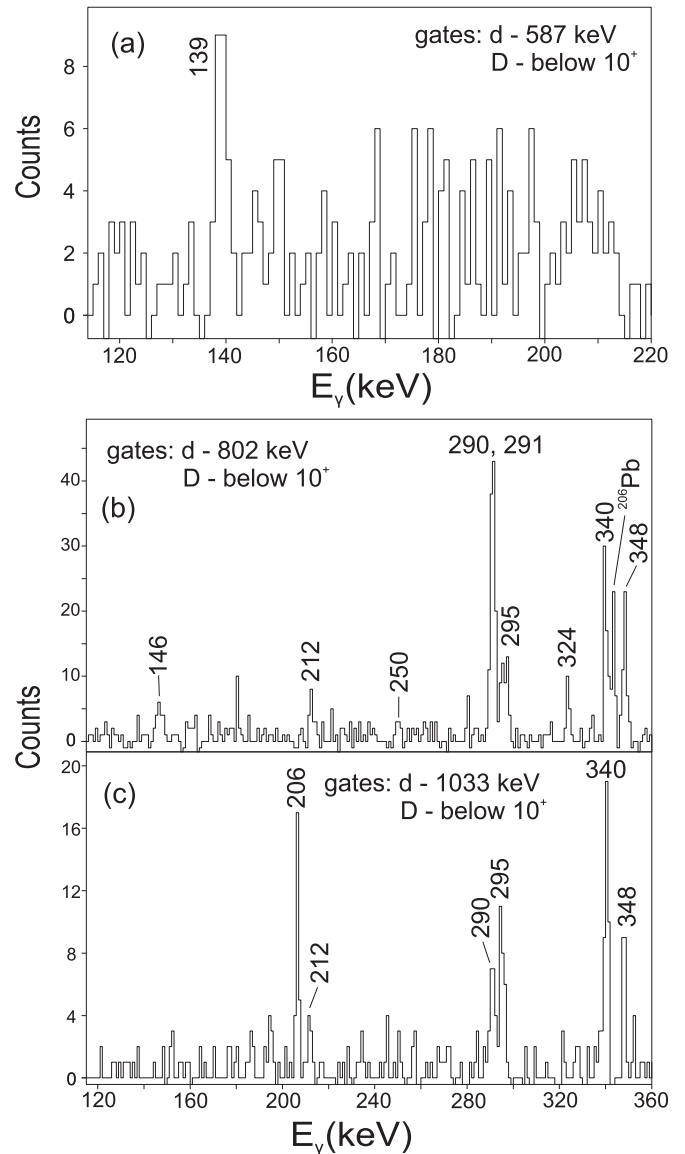 (a)
gates: d - 587 keV
D - below 10⁺
139
Counts
8
6
4
2
0
120 140 160 180 200 220
Eγ(keV)
gates: d - 802 keV
D - below 10⁺
(b)
290, 291
340
²⁰⁶Pb
348
295
324
146
212
250
Counts
40
30
20
10
0
(c)
gates: d - 1033 keV
D - below 10⁺
206
212
290
295
340
348
20
16
12
8
4
0
120 160 200 240 280 320 360
Eγ(keV)